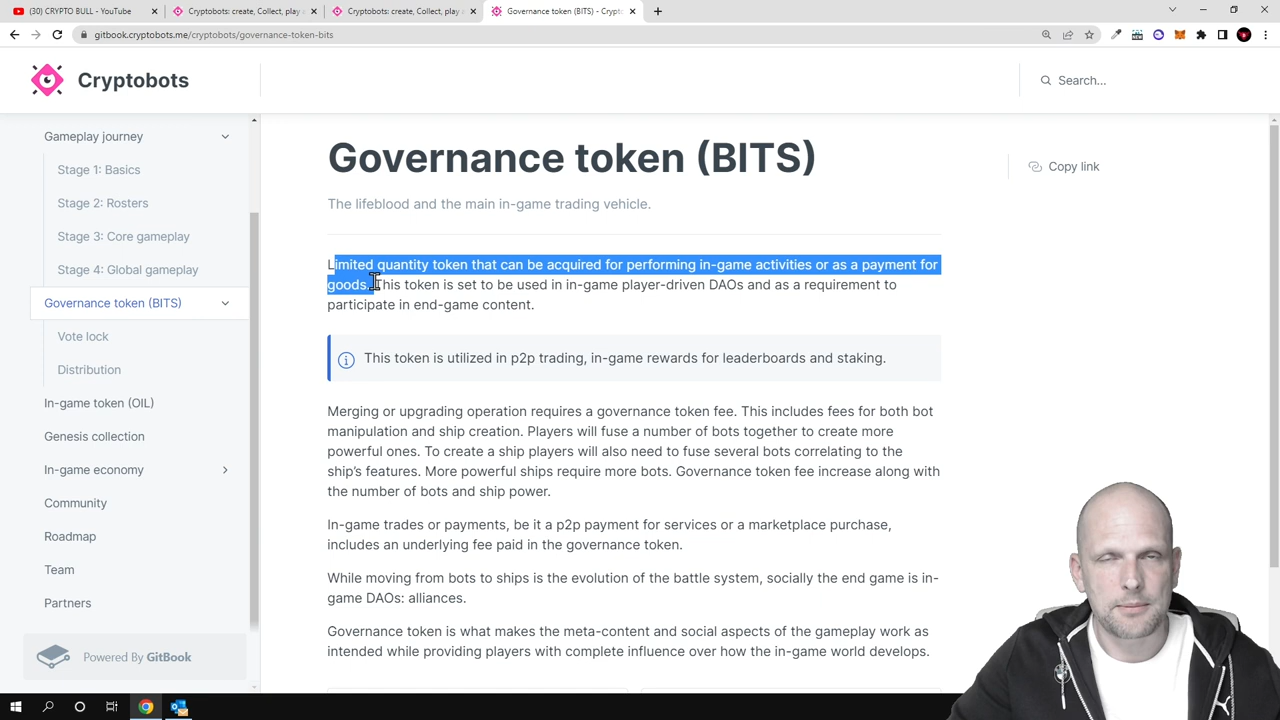 (30) CRYPTO BULL - YouTube
Cryptobots: create, Collect, play a
Cryptobots: create, Collect, play a
Governance token (BITS) - Crypt
gitbook.cryptobots.me/cryptobots/governance-token-bits
Cryptobots
Search...
Gameplay journey
Stage 1: Basics
Stage 2: Rosters
Stage 3: Core gameplay
Stage 4: Global gameplay
Governance token (BITS)
Vote lock
Distribution
In-game token (OIL)
Genesis collection
In-game economy
Community
Roadmap
Team
Partners
Powered By GitBook
Governance token (BITS)
Copy link
The lifeblood and the main in-game trading vehicle.
Limited quantity token that can be acquired for performing in-game activities or as a payment for
goods. This token is set to be used in in-game player-driven DAOs and as a requirement to
participate in end-game content.
This token is utilized in p2p trading, in-game rewards for leaderboards and staking.
Merging or upgrading operation requires a governance token fee. This includes fees for both bot
manipulation and ship creation. Players will fuse a number of bots together to create more
powerful ones. To create a ship players will also need to fuse several bots correlating to the
ship's features. More powerful ships require more bots. Governance token fee increase along with
the number of bots and ship power.
In-game trades or payments, be it a p2p payment for services or a marketplace purchase,
includes an underlying fee paid in the governance token.
While moving from bots to ships is the evolution of the battle system, socially the end game is in-
game DAOs: alliances.
Governance token is what makes the meta-content and social aspects of the gameplay work as
intended while providing players with complete influence over how the in-game world develops.